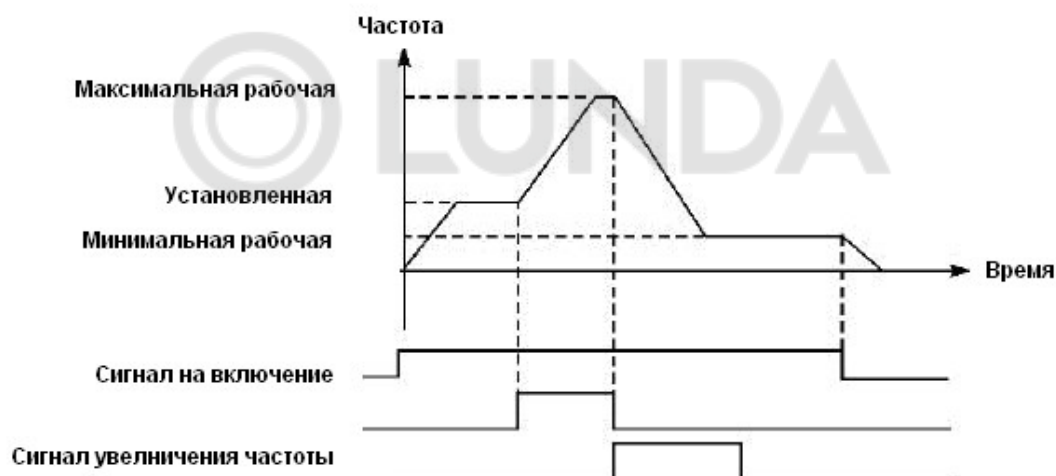 Частота
LUNDA
Максимальная рабочая
Установленная
Минимальная рабочая
Время
Сигнал на включение
Сигнал увелничения частоты